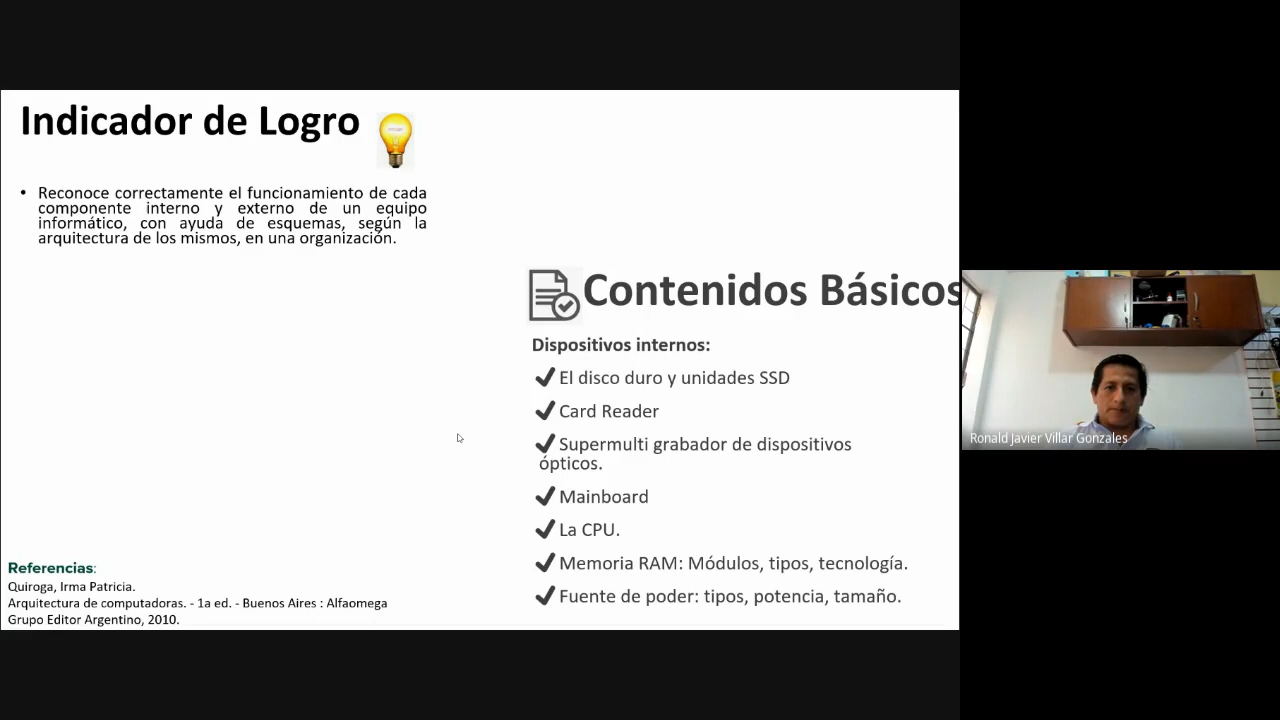 Indicador de Logro
• Reconoce correctamente el funcionamiento de cada
componente interno y externo de un equipo
informático, con ayuda de esquemas, según la
arquitectura de los mismos, en una organización.
Contenidos Básicos
Dispositivos internos:
✔ El disco duro y unidades SSD
✔ Card Reader
✔ Supermulti grabador de dispositivos
ópticos.
✔ Mainboard
✔ La CPU.
✔ Memoria RAM: Módulos, tipos, tecnología.
✔ Fuente de poder: tipos, potencia, tamaño.
Referencias:
Quiroga, Irma Patricia.
Arquitectura de computadoras. - 1a ed. - Buenos Aires : Alfaomega
Grupo Editor Argentino, 2010.
Ronald Javier Villar Gonzales